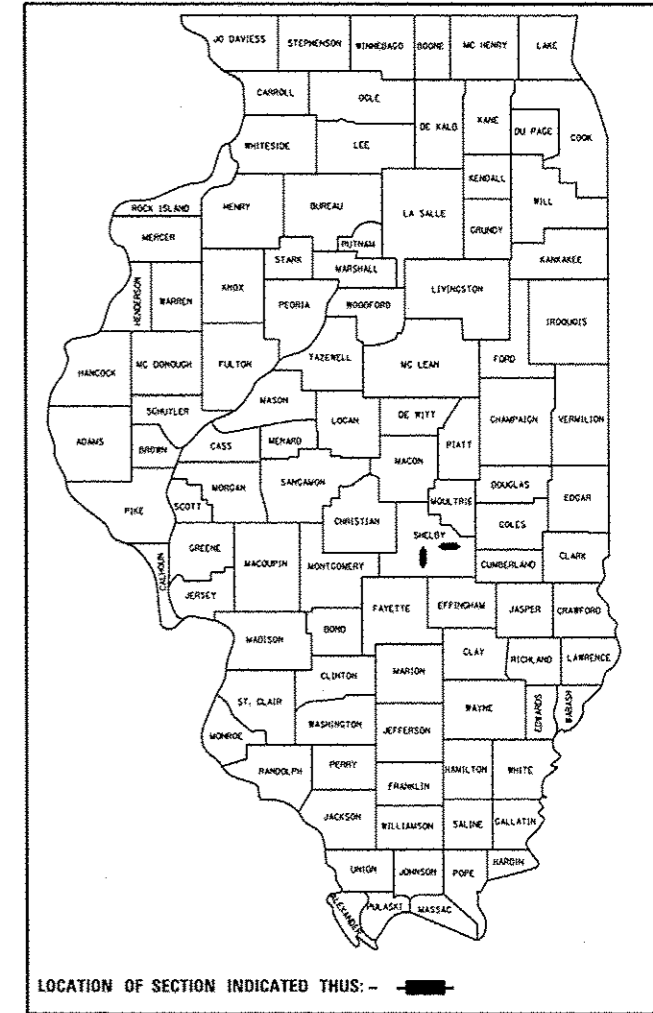 JO DAVIESS STEPHENSON WINNEBAGO BOONE MC HENRY LAKE
CARROLL OGLE DE KALB KANE DU PAGE COOK
WHITESIDE LEE
ROCK ISLAND HENRY BUREAU LA SALLE KENDALL WILL
MERCER PUTNAM GRUNDY
STARK MARSHALL KANKAKEE
HENDERSON WARREN KNOX PEORIA WOODFORD LIVINGSTON IROQUOIS
HANCOCK MC DONOUGH FULTON TAZEWELL MC LEAN FORD
SCHUYLER MASON LOGAN DE WITT CHAMPAIGN VERMILION
ADAMS BROWN CASS MENARD MACON PIATT
PIKE SCOTT MORGAN SANGAMON MOULTRIE DOUGLAS EDGAR
CHRISTIAN SHELBY COLES
CALHOUN GREENE MACOUPIN MONTGOMERY CUMBERLAND CLARK
JERSEY FAYETTE EFFINGHAM JASPER CRAWFORD
MADISON BOND CLAY RICHLAND LAWRENCE
CLINTON MARION
ST. CLAIR WASHINGTON JEFFERSON WAYNE EDWARDS WABASH
MONROE
RANDOLPH PERRY FRANKLIN HAMILTON WHITE
JACKSON WILLIAMSON SALINE GALLATIN
UNION JOHNSON POPE HARDIN
ALEXANDER PULASKI MASSAC
LOCATION OF SECTION INDICATED THUS: -